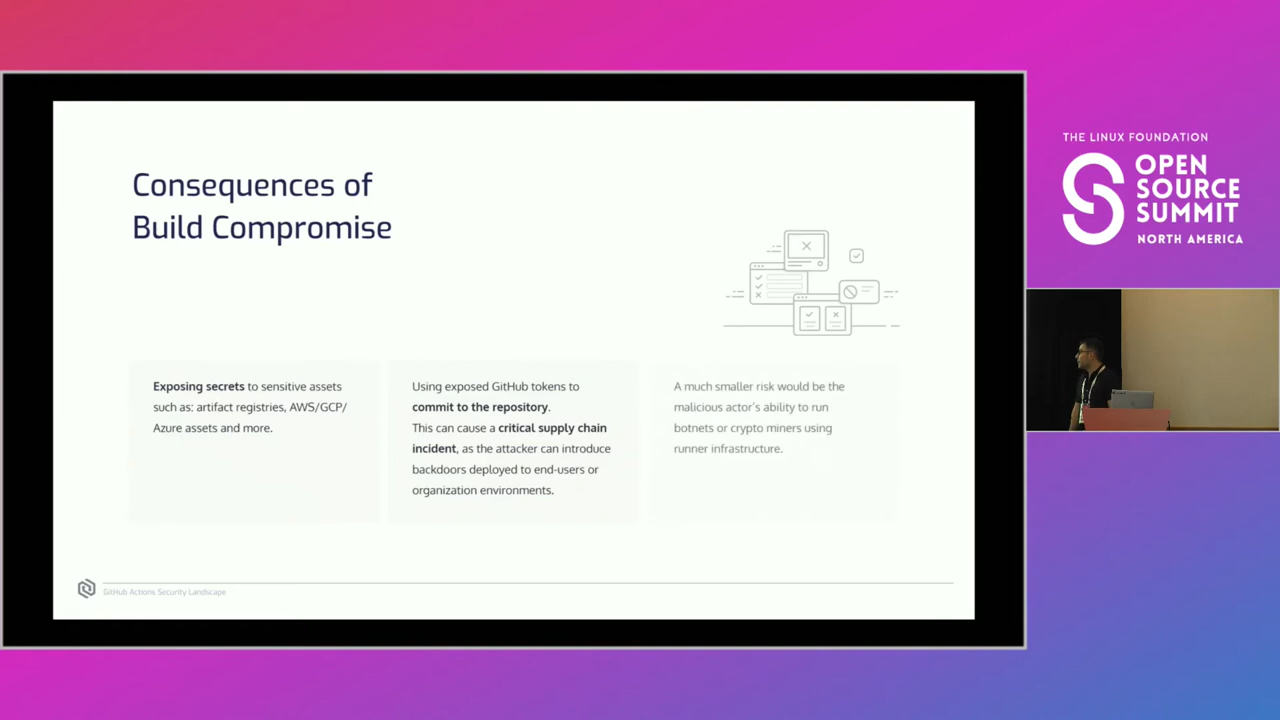 Consequences of
Build Compromise
Exposing secrets to sensitive assets
such as: artifact registries, AWS/GCP/
Azure assets and more.
Using exposed GitHub tokens to
commit to the repository.
This can cause a critical supply chain
incident, as the attacker can introduce
backdoors deployed to end-users or
organization environments.
A much smaller risk would be the
malicious actor's ability to run
botnets or crypto miners using
runner infrastructure.
GitHub Actions Security Landscape
THE LINUX FOUNDATION
OPEN
SOURCE
SUMMIT
NORTH AMERICA